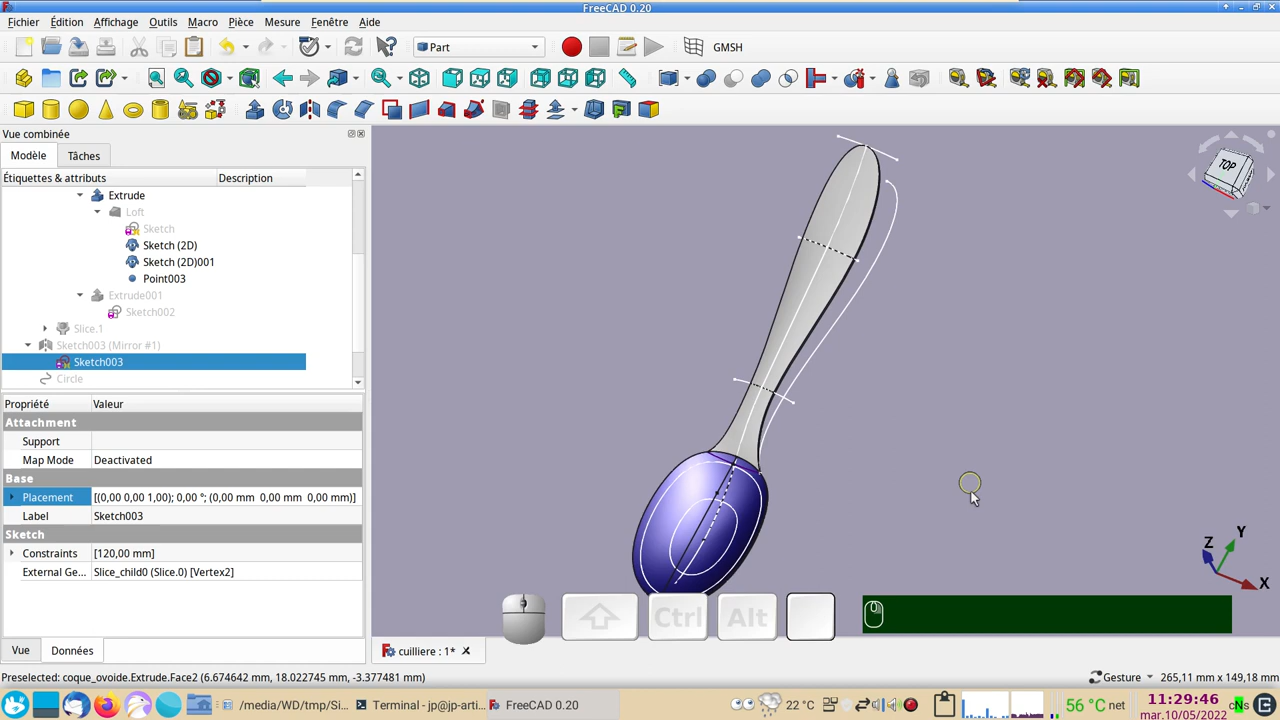 FreeCAD 0.20
Fichier Édition Affichage Outils Macro Pièce Mesure Fenêtre Aide
Part GMSH
Vue combinée
Modèle Tâches
Étiquettes & attributs Description
Extrude
Loft
Sketch
Sketch (2D)
Sketch (2D)001
Point003
Extrude001
Sketch002
Slice.1
Sketch003 (Mirror #1)
Sketch003
Circle
Propriété Valeur
Attachment
Support
Map Mode Deactivated
Base
Placement [(0,00 0,00 1,00); 0,00 °; (0,00 mm 0,00 mm 0,00 mm)]
Label Sketch003
Sketch
Constraints [120,00 mm]
External Ge... Slice_child0 (Slice.0) [Vertex2]
Vue Données
TOP
Z Y X
Ctrl Alt
cuilliere : 1*
Preselected: coque_ovoide.Extrude.Face2 (6.674642 mm, 18.022745 mm, -3.377481 mm)
Gesture 265,11 mm x 149,18 mm
/media/WD/tmp/Si... Terminal - jp@jp-arti... FreeCAD 0.20
22 °C
56 °C net
11:29:46
mar.10/05/2022
cNs